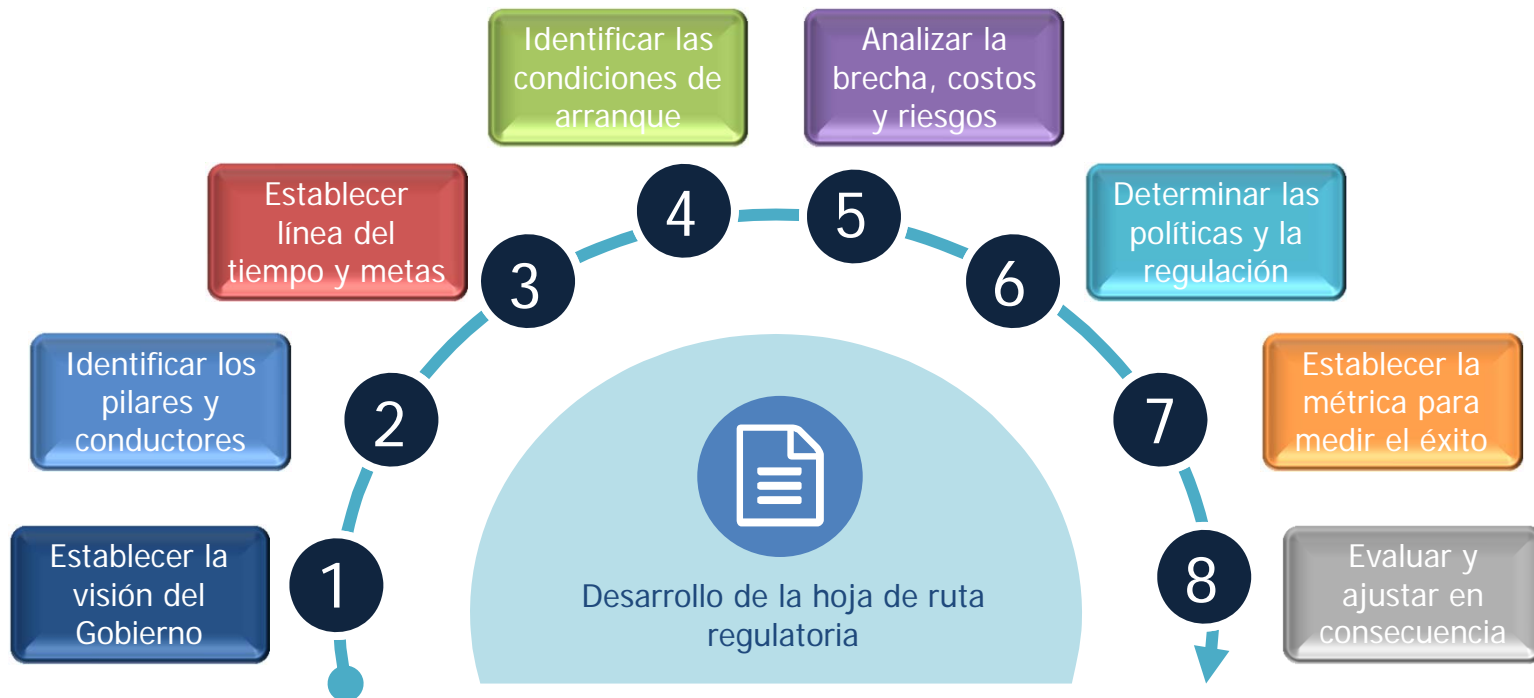 1
Establecer la
visión del
Gobierno
2
Identificar los
pilares y
conductores
3
Establecer
línea del
tiempo y metas
4
Identificar las
condiciones de
arranque
5
Analizar la
brecha, costos
y riesgos
6
Determinar las
políticas y la
regulación
7
Establecer la
métrica para
medir el éxito
8
Evaluar y
ajustar en
consecuencia
Desarrollo de la hoja de ruta
regulatoria